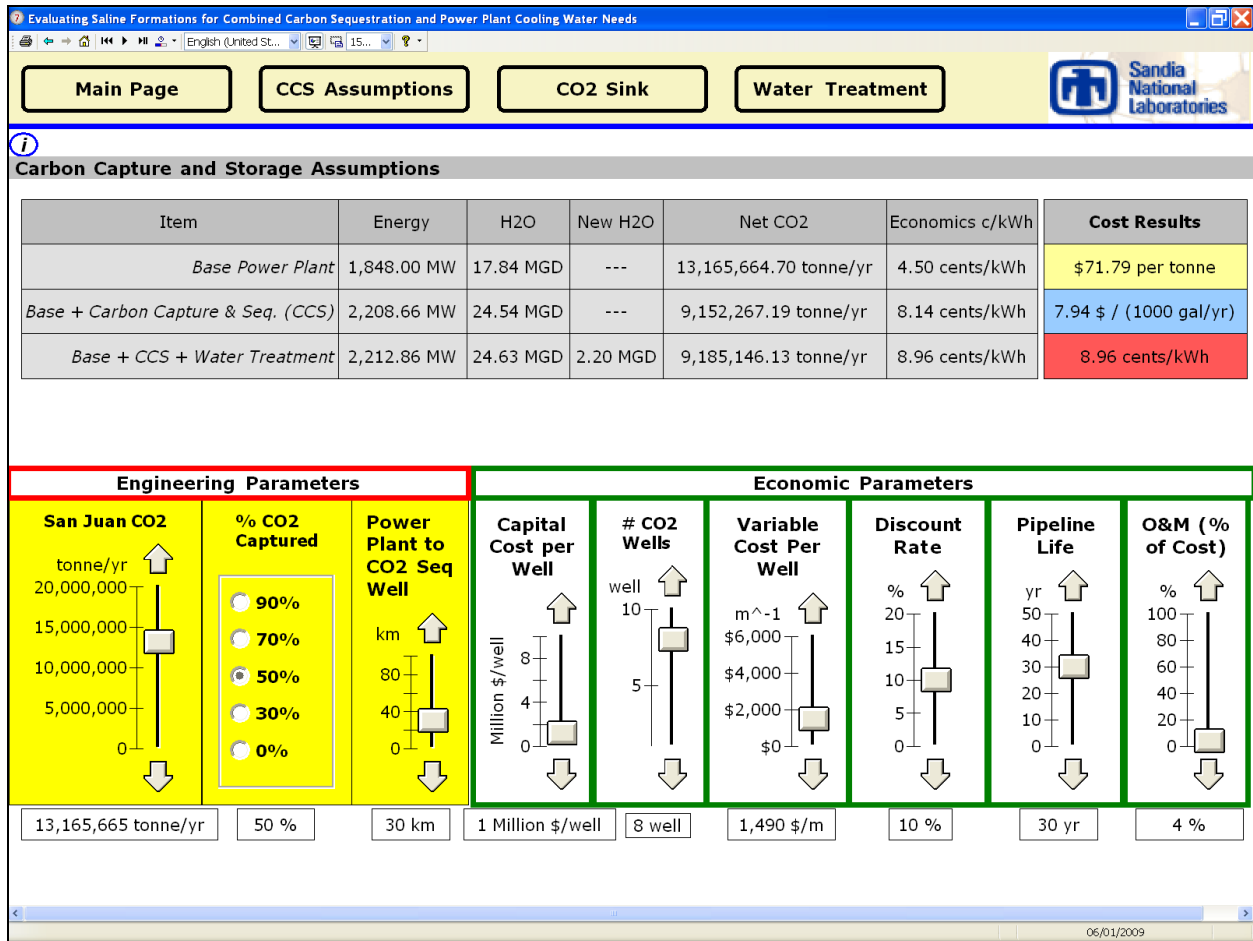 Evaluating Saline Formations for Combined Carbon Sequestration and Power Plant Cooling Water Needs
English (United St... 15...
Main Page CCS Assumptions CO2 Sink Water Treatment
Sandia
National
Laboratories
i
Carbon Capture and Storage Assumptions
Item Energy H2O New H2O Net CO2 Economics c/kWh Cost Results
Base Power Plant 1,848.00 MW 17.84 MGD --- 13,165,664.70 tonne/yr 4.50 cents/kWh $71.79 per tonne
Base + Carbon Capture & Seq. (CCS) 2,208.66 MW 24.54 MGD --- 9,152,267.19 tonne/yr 8.14 cents/kWh 7.94 $ / (1000 gal/yr)
Base + CCS + Water Treatment 2,212.86 MW 24.63 MGD 2.20 MGD 9,185,146.13 tonne/yr 8.96 cents/kWh 8.96 cents/kWh
Engineering Parameters
Economic Parameters
San Juan CO2
tonne/yr
20,000,000
15,000,000
10,000,000
5,000,000
0
13,165,665 tonne/yr
% CO2
Captured
90%
70%
50%
30%
0%
50 %
Power
Plant to
CO2 Seq
Well
km
80
40
0
30 km
Capital
Cost per
Well
Million $/well
8
4
0
1 Million $/well
# CO2
Wells
well
10
5
8 well
Variable
Cost Per
Well
m^-1
$6,000
$4,000
$2,000
$0
1,490 $/m
Discount
Rate
%
20
15
10
5
0
10 %
Pipeline
Life
yr
50
40
30
20
10
0
30 yr
O&M (%
of Cost)
%
100
80
60
40
20
0
4 %
06/01/2009